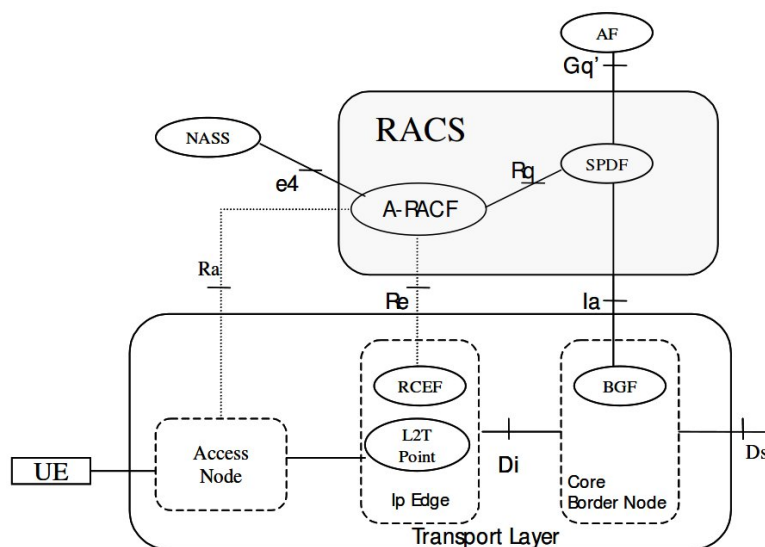 AF
Gq'
RACS
NASS
Rq
SPDF
e4
A-RACF
Ra
Re
Ia
RCEF
BGF
Access
Node
L2T
Point
UE
Di
Ds
Ip Edge
Core
Border Node
Transport Layer